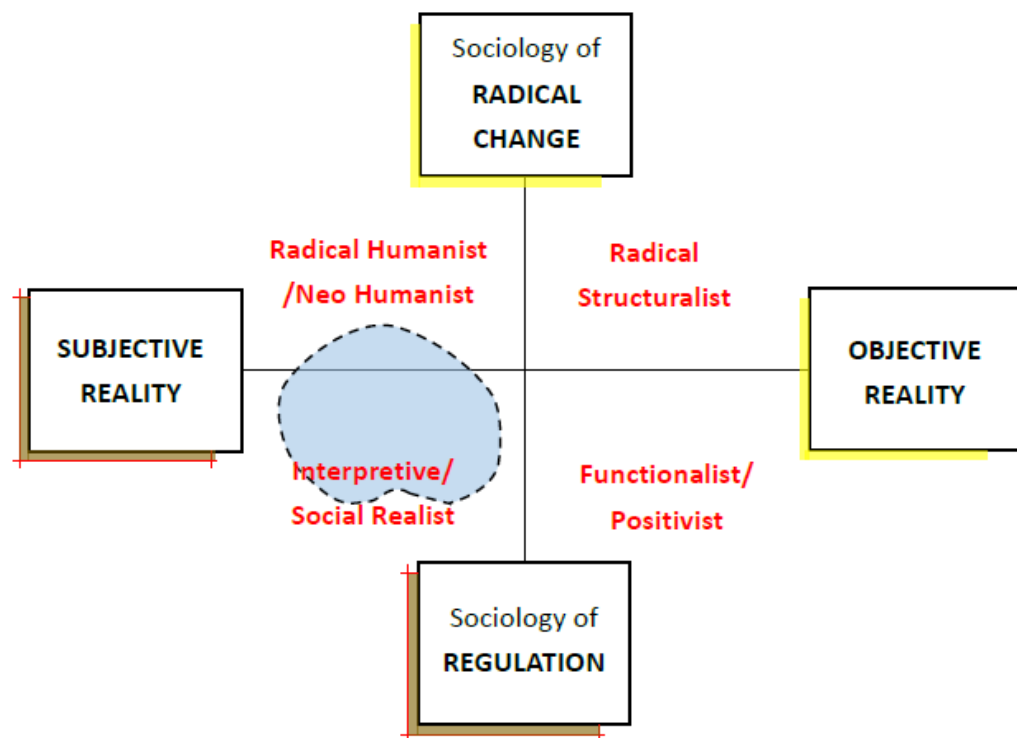 Sociology of
RADICAL
CHANGE
Radical Humanist
/Neo Humanist
Radical
Structuralist
SUBJECTIVE
REALITY
OBJECTIVE
REALITY
Interpretive/
Social Realist
Functionalist/
Positivist
Sociology of
REGULATION